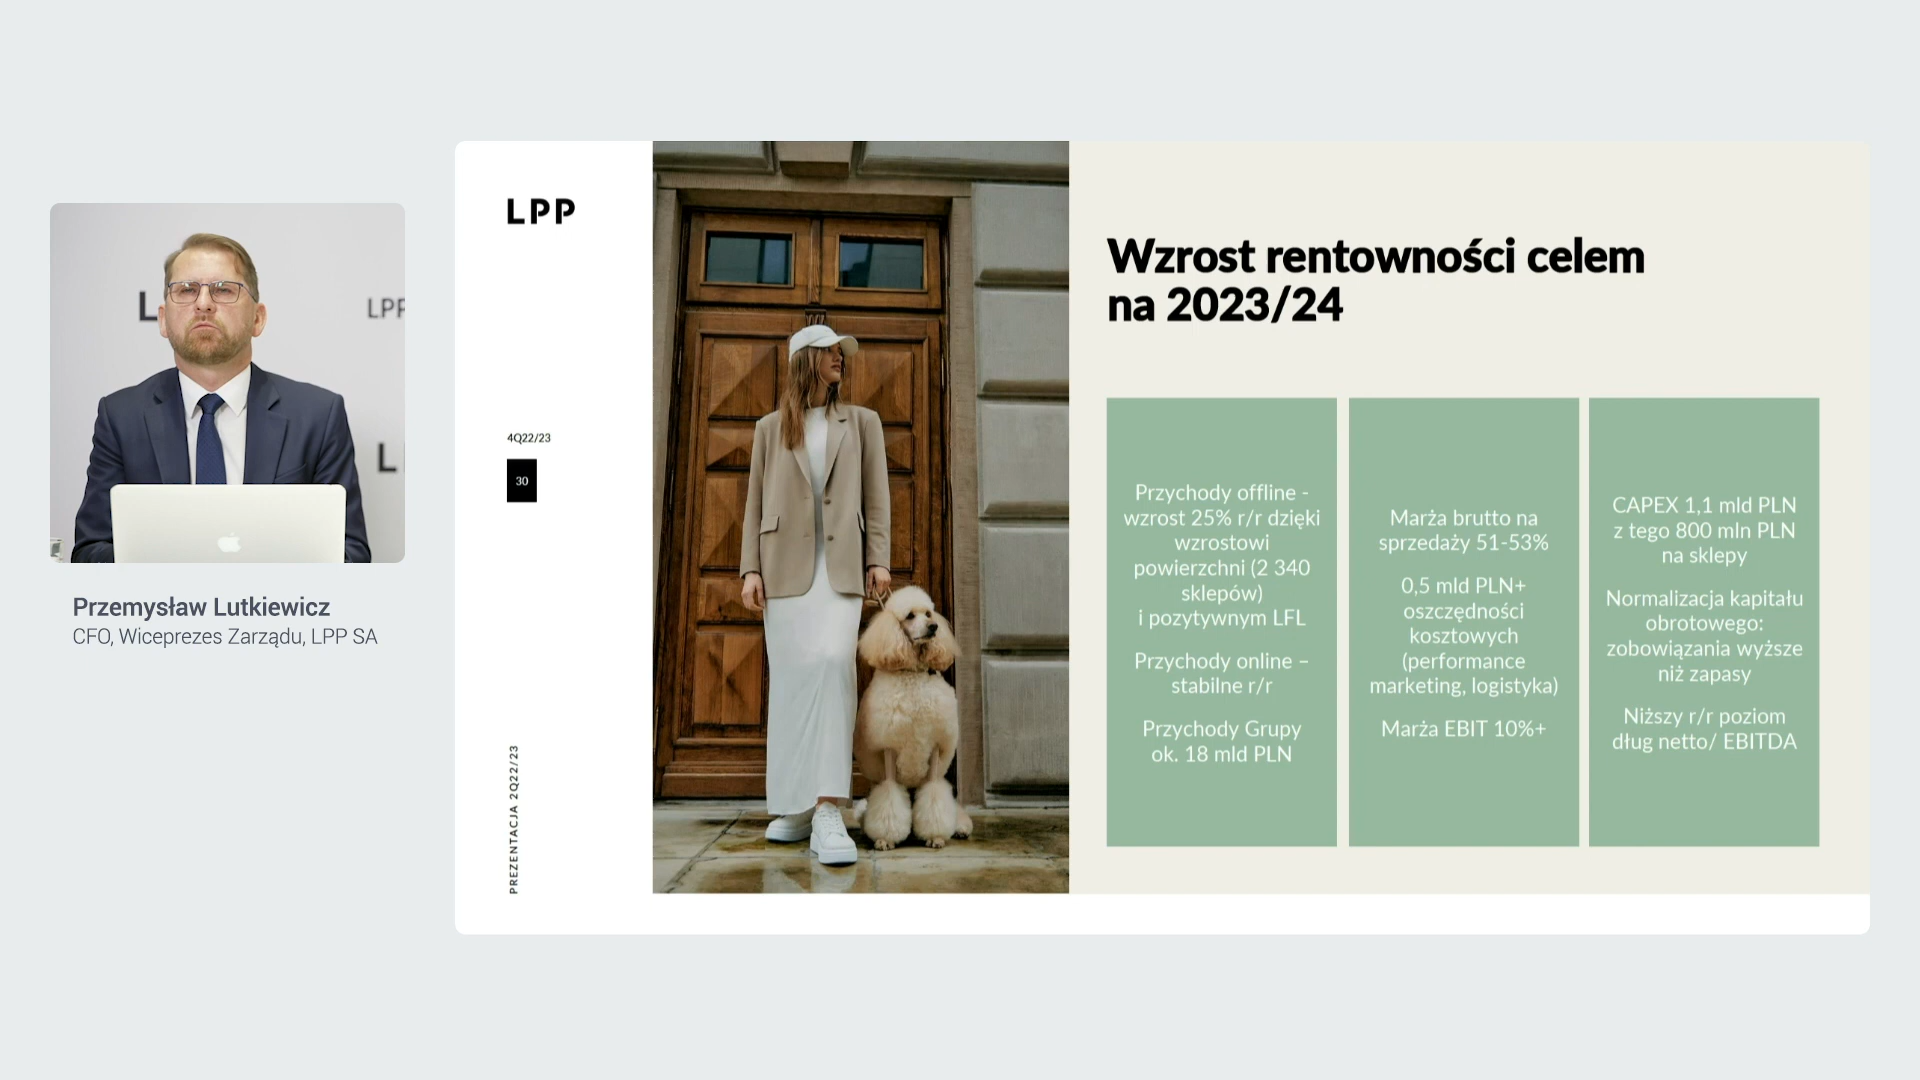 L
LPP
L
Przemysław Lutkiewicz
CFO, Wiceprezes Zarządu, LPP SA
LPP
4Q22/23
30
PREZENTACJA 2Q22/23
Wzrost rentowności celem
na 2023/24
Przychody offline -
wzrost 25% r/r dzięki
wzrostowi
powierzchni (2 340
sklepów)
i pozytywnym LFL
Przychody online –
stabilne r/r
Przychody Grupy
ok. 18 mld PLN
Marża brutto na
sprzedaży 51-53%
0,5 mld PLN+
oszczędności
kosztowych
(performance
marketing, logistyka)
Marża EBIT 10%+
CAPEX 1,1 mld PLN
z tego 800 mln PLN
na sklepy
Normalizacja kapitału
obrotowego:
zobowiązania wyższe
niż zapasy
Niższy r/r poziom
dług netto/ EBITDA